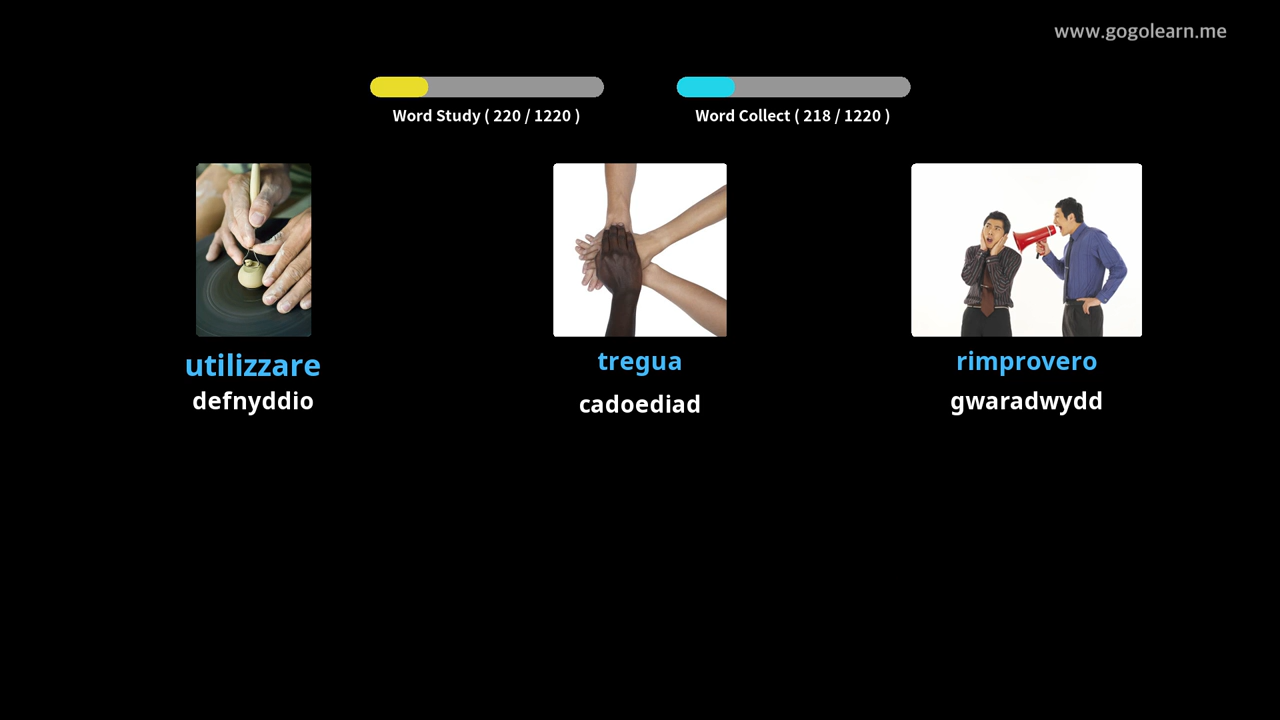 www.gogolearn.me
Word Study ( 220 / 1220 )
Word Collect ( 218 / 1220 )
utilizzare
defnyddio
tregua
cadoediad
rimprovero
gwaradwydd